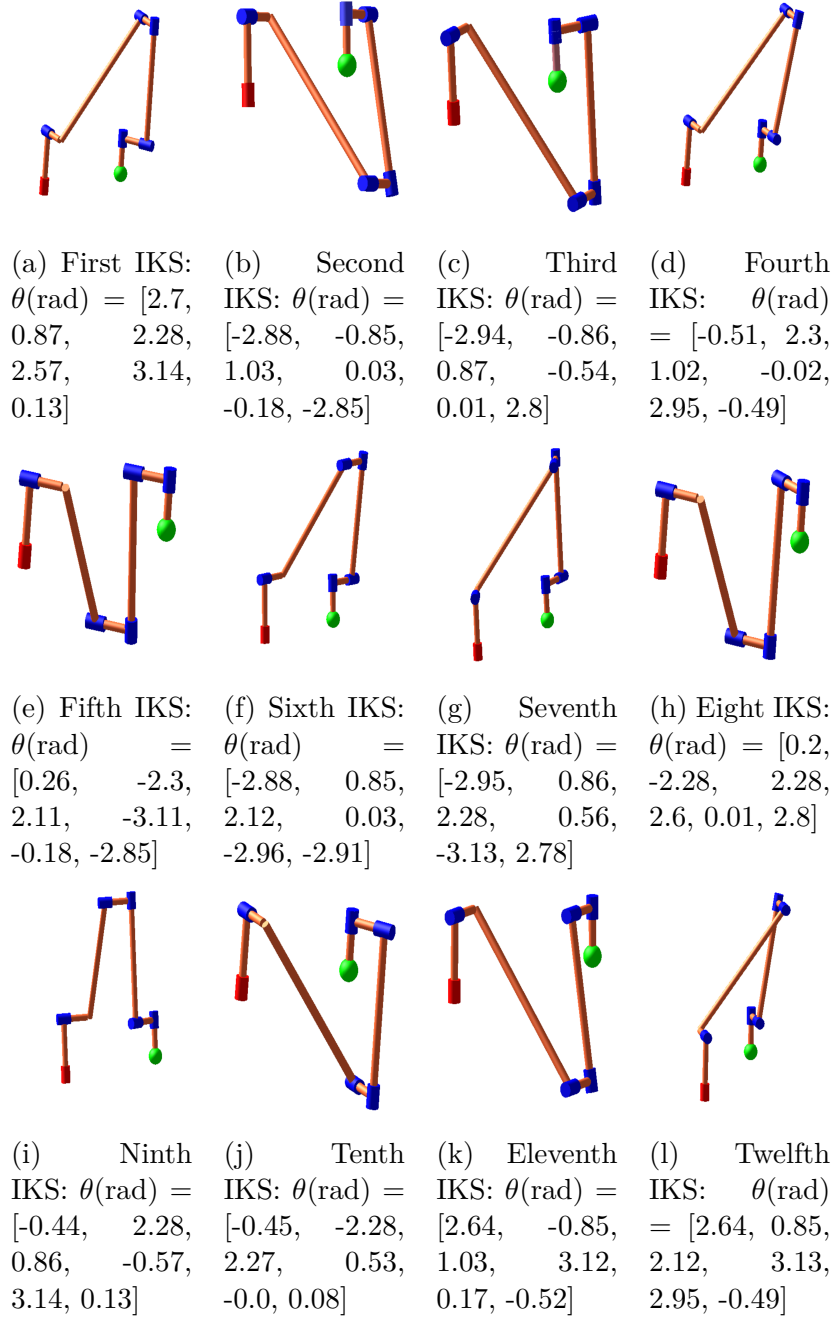 (a) First IKS:
θ(rad) = [2.7,
0.87, 2.28,
2.57, 3.14,
0.13]
(b) Second
IKS: θ(rad) =
[-2.88, -0.85,
1.03, 0.03,
-0.18, -2.85]
(c) Third
IKS: θ(rad) =
[-2.94, -0.86,
0.87, -0.54,
0.01, 2.8]
(d) Fourth
IKS: θ(rad)
= [-0.51, 2.3,
1.02, -0.02,
2.95, -0.49]
(e) Fifth IKS:
θ(rad) =
[0.26, -2.3,
2.11, -3.11,
-0.18, -2.85]
(f) Sixth IKS:
θ(rad) =
[-2.88, 0.85,
2.12, 0.03,
-2.96, -2.91]
(g) Seventh
IKS: θ(rad) =
[-2.95, 0.86,
2.28, 0.56,
-3.13, 2.78]
(h) Eight IKS:
θ(rad) = [0.2,
-2.28, 2.28,
2.6, 0.01, 2.8]
(i) Ninth
IKS: θ(rad) =
[-0.44, 2.28,
0.86, -0.57,
3.14, 0.13]
(j) Tenth
IKS: θ(rad) =
[-0.45, -2.28,
2.27, 0.53,
-0.0, 0.08]
(k) Eleventh
IKS: θ(rad) =
[2.64, -0.85,
1.03, 3.12,
0.17, -0.52]
(l) Twelfth
IKS: θ(rad)
= [2.64, 0.85,
2.12, 3.13,
2.95, -0.49]